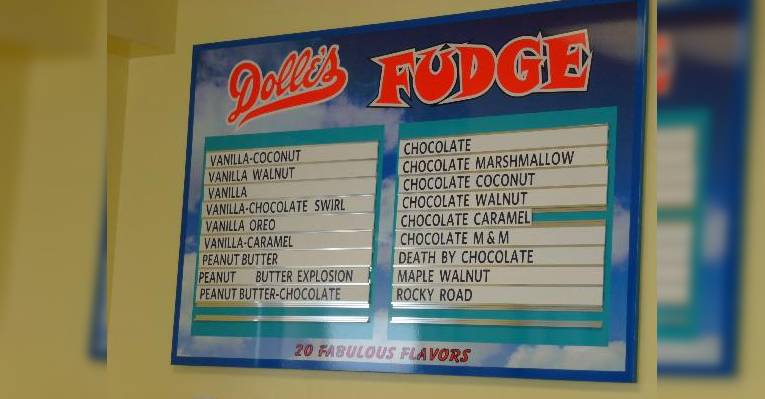 Dolle's FUDGE
VANILLA-COCONUT
VANILLA WALNUT
VANILLA
VANILLA-CHOCOLATE SWIRL
VANILLA OREO
VANILLA-CARAMEL
PEANUT BUTTER
PEANUT BUTTER EXPLOSION
PEANUT BUTTER-CHOCOLATE
CHOCOLATE
CHOCOLATE MARSHMALLOW
CHOCOLATE COCONUT
CHOCOLATE WALNUT
CHOCOLATE CARAMEL
CHOCOLATE M&M
DEATH BY CHOCOLATE
MAPLE WALNUT
ROCKY ROAD
20 FABULOUS FLAVORS